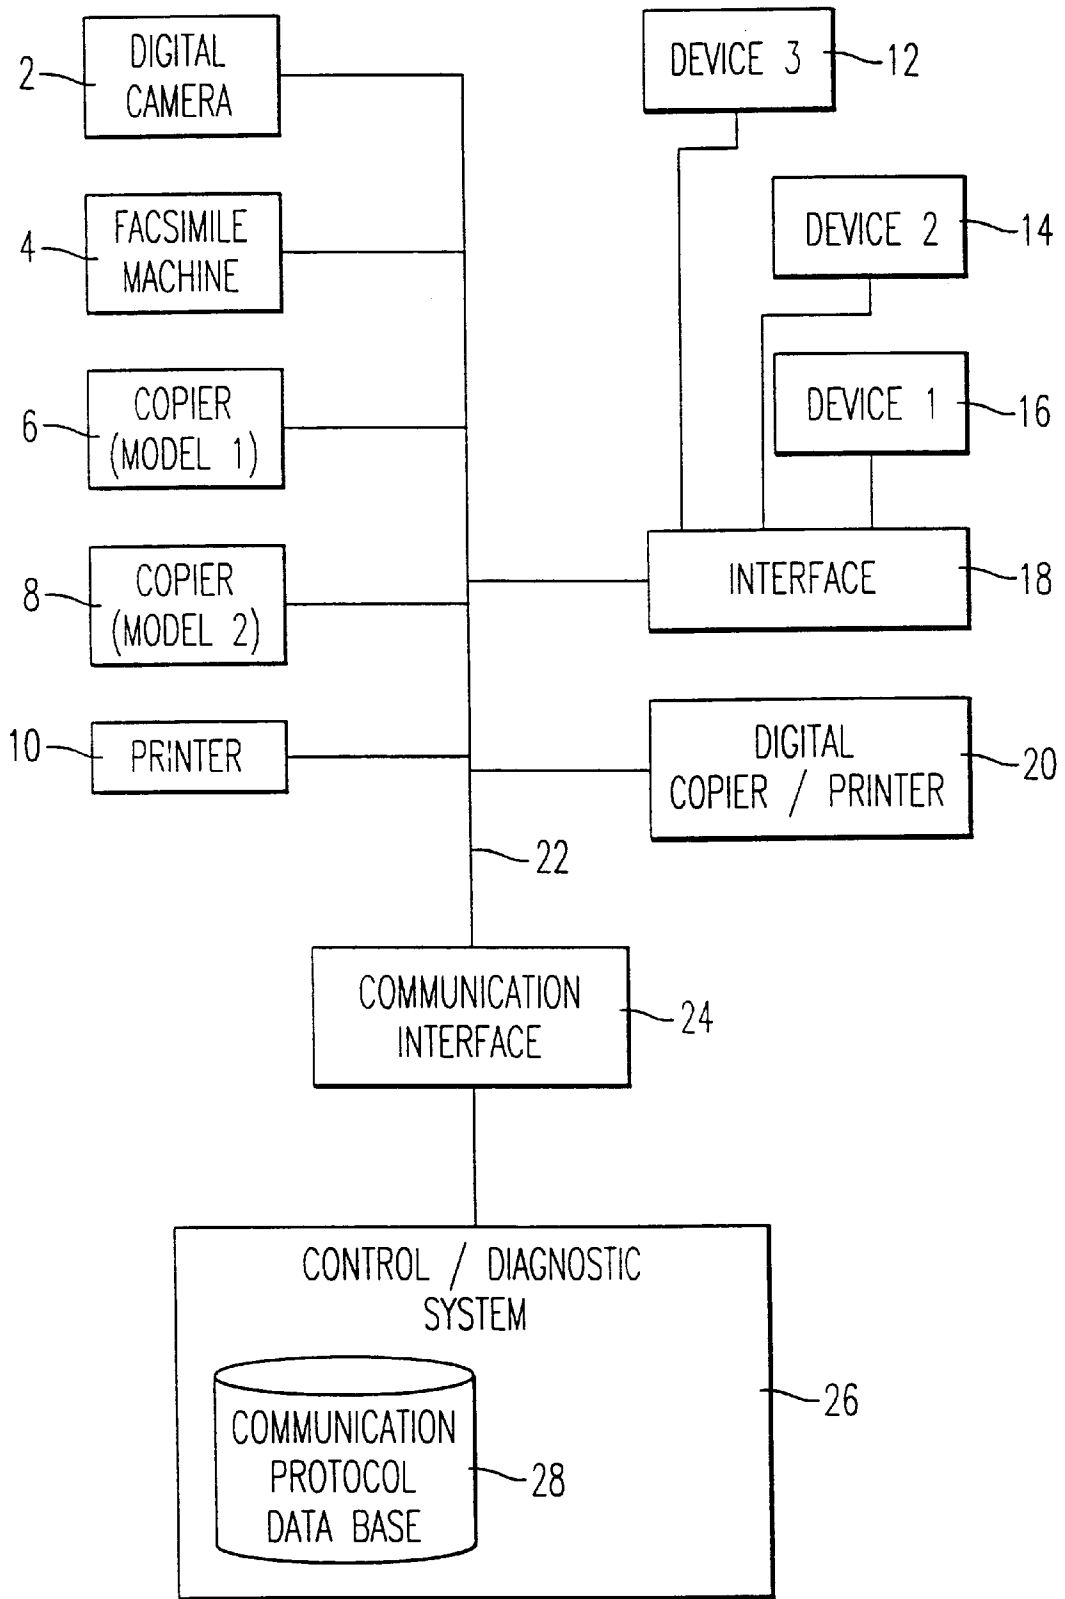 DIGITAL
CAMERA
2
FACSIMILE
MACHINE
4
COPIER
(MODEL 1)
6
COPIER
(MODEL 2)
8
PRINTER
10
DEVICE 3
12
DEVICE 2
14
DEVICE 1
16
INTERFACE
18
DIGITAL
COPIER / PRINTER
20
22
COMMUNICATION
INTERFACE
24
CONTROL / DIAGNOSTIC
SYSTEM
26
COMMUNICATION
PROTOCOL
DATA BASE
28